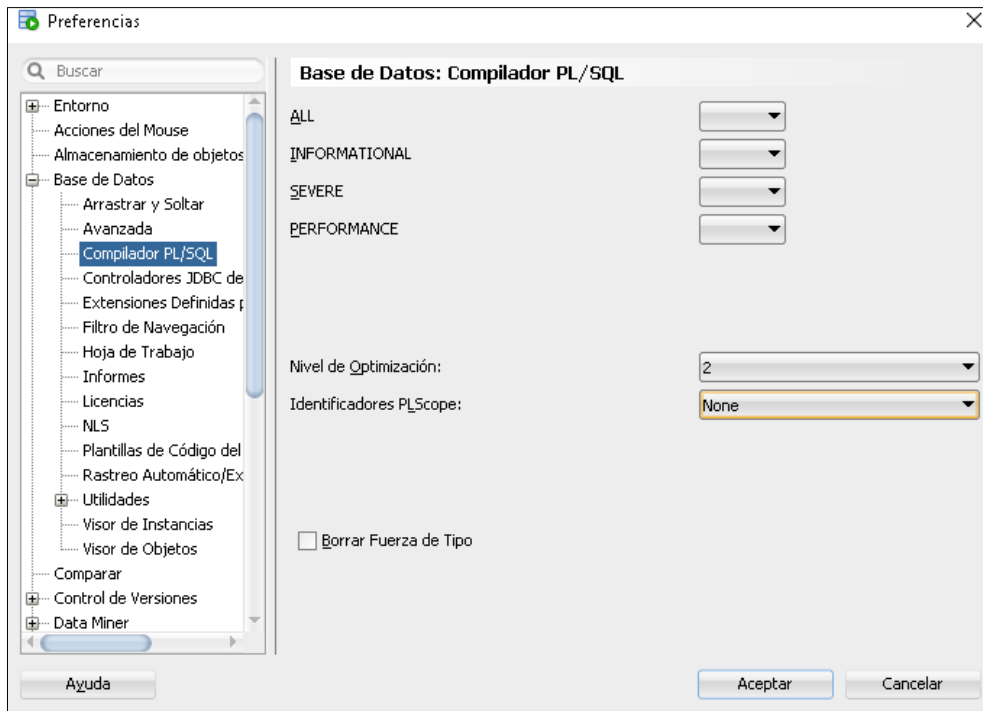 Preferencias
Buscar
Entorno
Acciones del Mouse
Almacenamiento de objetos
Base de Datos
Arrastrar y Soltar
Avanzada
Compilador PL/SQL
Controladores JDBC de
Extensiones Definidas p
Filtro de Navegación
Hoja de Trabajo
Informes
Licencias
NLS
Plantillas de Código del
Rastreo Automático/Ex
Utilidades
Visor de Instancias
Visor de Objetos
Comparar
Control de Versiones
Data Miner
Base de Datos: Compilador PL/SQL
ALL
INFORMATIONAL
SEVERE
PERFORMANCE
Nivel de Optimización: 2
Identificadores PLScope: None
Borrar Fuerza de Tipo
Ayuda
Aceptar
Cancelar